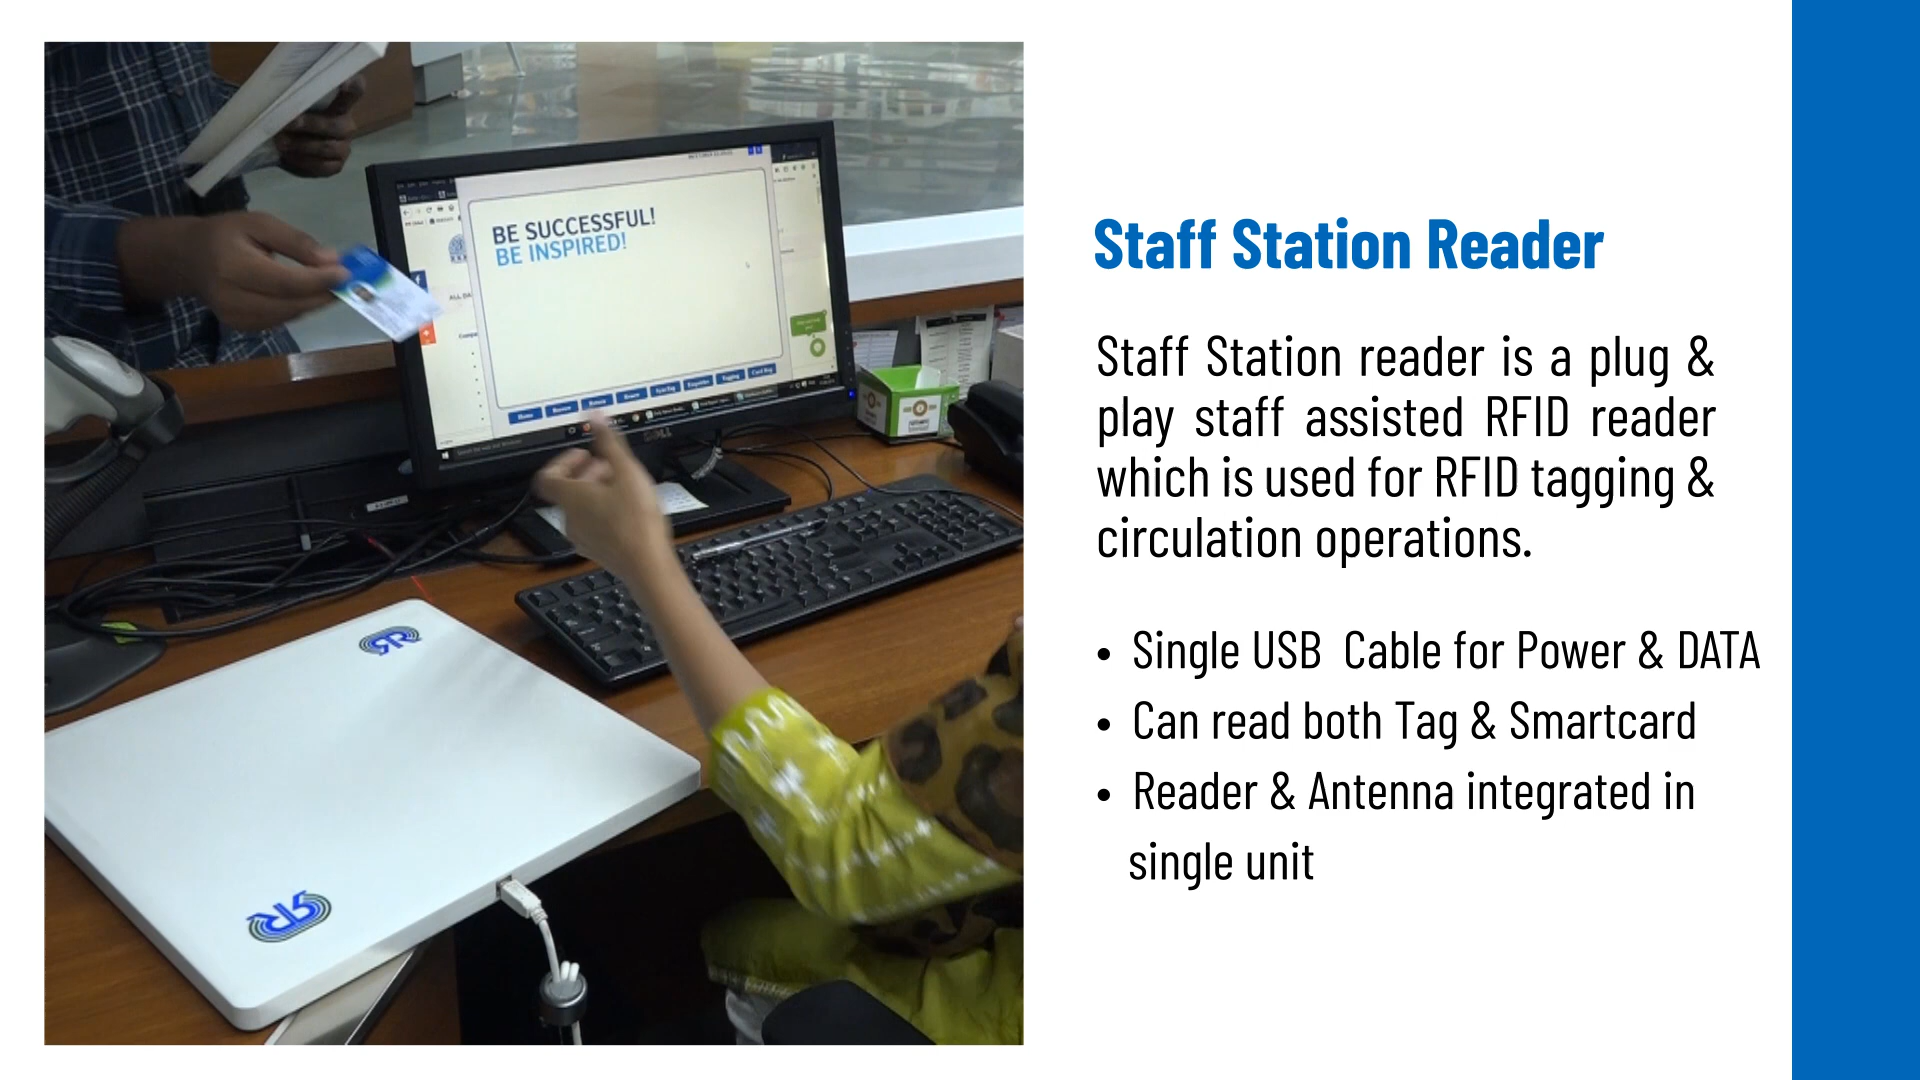 BE SUCCESSFUL!
BE INSPIRED!
DELL
Staff Station Reader
Staff Station reader is a plug &
play staff assisted RFID reader
which is used for RFID tagging &
circulation operations.
• Single USB Cable for Power & DATA
• Can read both Tag & Smartcard
• Reader & Antenna integrated in
single unit